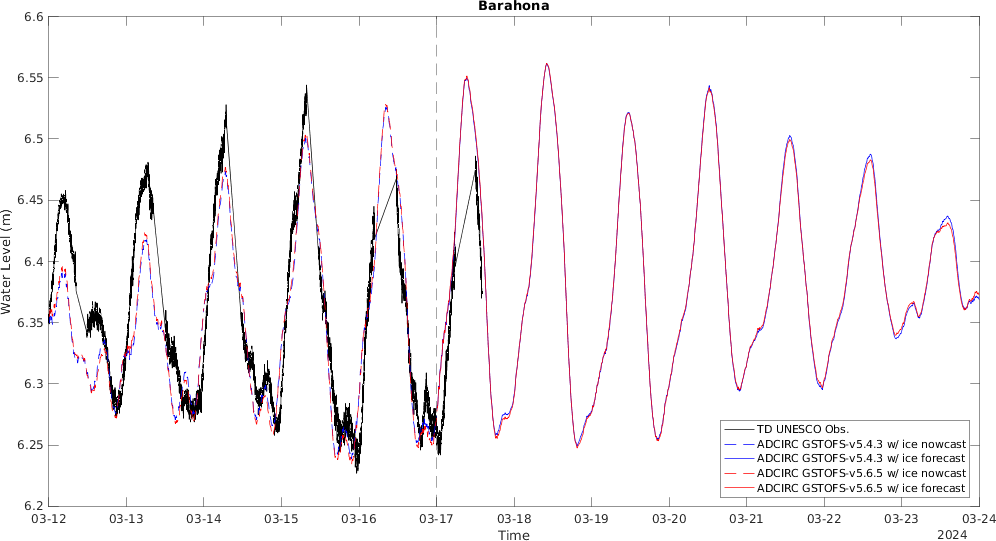 Barahona
6.6
6.55
6.5
6.45
6.4
6.35
6.3
6.25
6.2
Water Level (m)
TD UNESCO Obs.
ADCIRC GSTOFS-v5.4.3 w/ ice nowcast
ADCIRC GSTOFS-v5.4.3 w/ ice forecast
ADCIRC GSTOFS-v5.6.5 w/ ice nowcast
ADCIRC GSTOFS-v5.6.5 w/ ice forecast
03-12 03-13 03-14 03-15 03-16 03-17 03-18 03-19 03-20 03-21 03-22 03-23 03-24
Time
2024